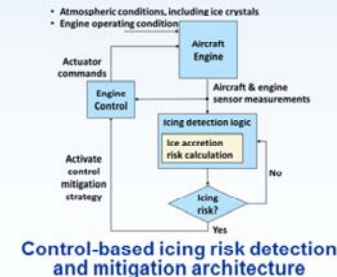 • Atmospheric conditions, including ice crystals
• Engine operating condition
Aircraft
Engine
Actuator
commands
Engine
Control
Aircraft & engine
sensor measurements
Icing detection logic
Ice accretion
risk calculation
Activate
control
mitigation
strategy
No
Icing
risk?
Yes
Control-based icing risk detection
and mitigation architecture